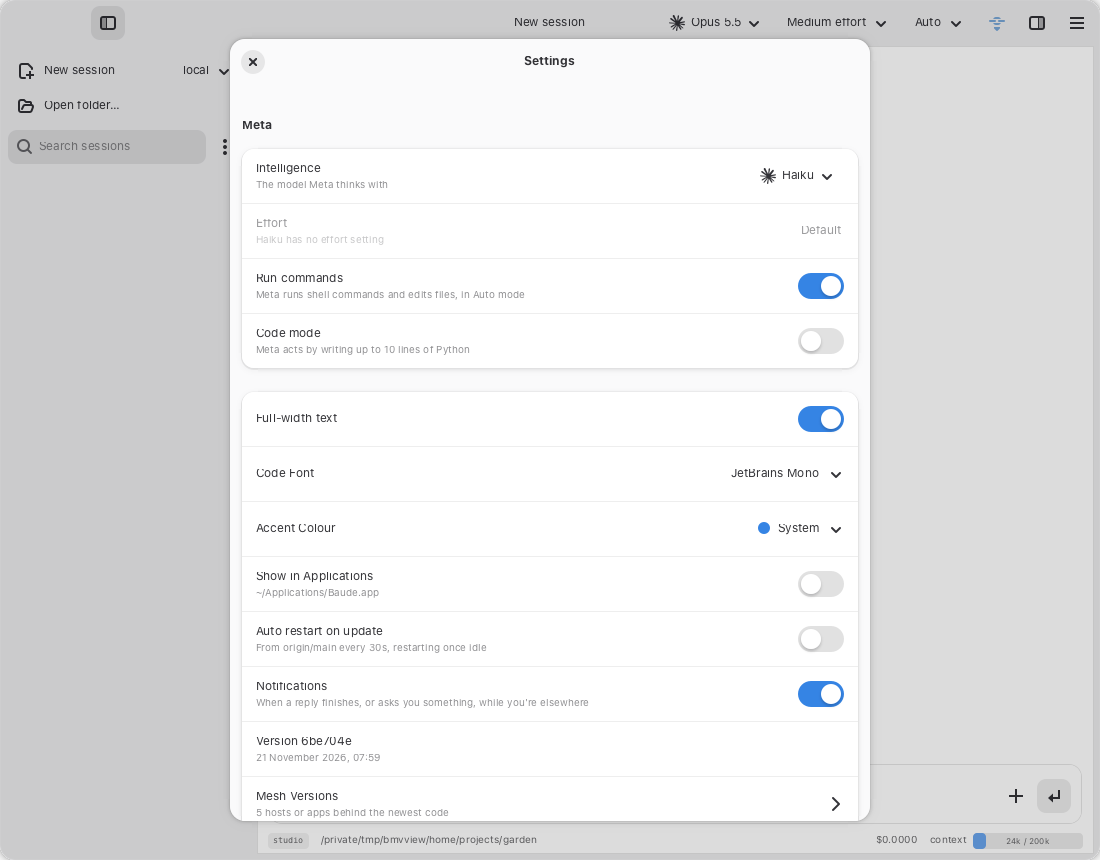 New session
Opus 5.5
Medium effort
Auto
New session
local
Open folder...
Search sessions
Settings
Meta
Intelligence
The model Meta thinks with
Haiku
Effort
Haiku has no effort setting
Default
Run commands
Meta runs shell commands and edits files, in Auto mode
Code mode
Meta acts by writing up to 10 lines of Python
Full-width text
Code Font
JetBrains Mono
Accent Colour
System
Show in Applications
~/Applications/Baude.app
Auto restart on update
From origin/main every 30s, restarting once idle
Notifications
When a reply finishes, or asks you something, while you're elsewhere
Version 6be704e
21 November 2026, 07:59
Mesh Versions
5 hosts or apps behind the newest code
studio
/private/tmp/bmvview/home/projects/garden
$0.0000
context
24k / 200k